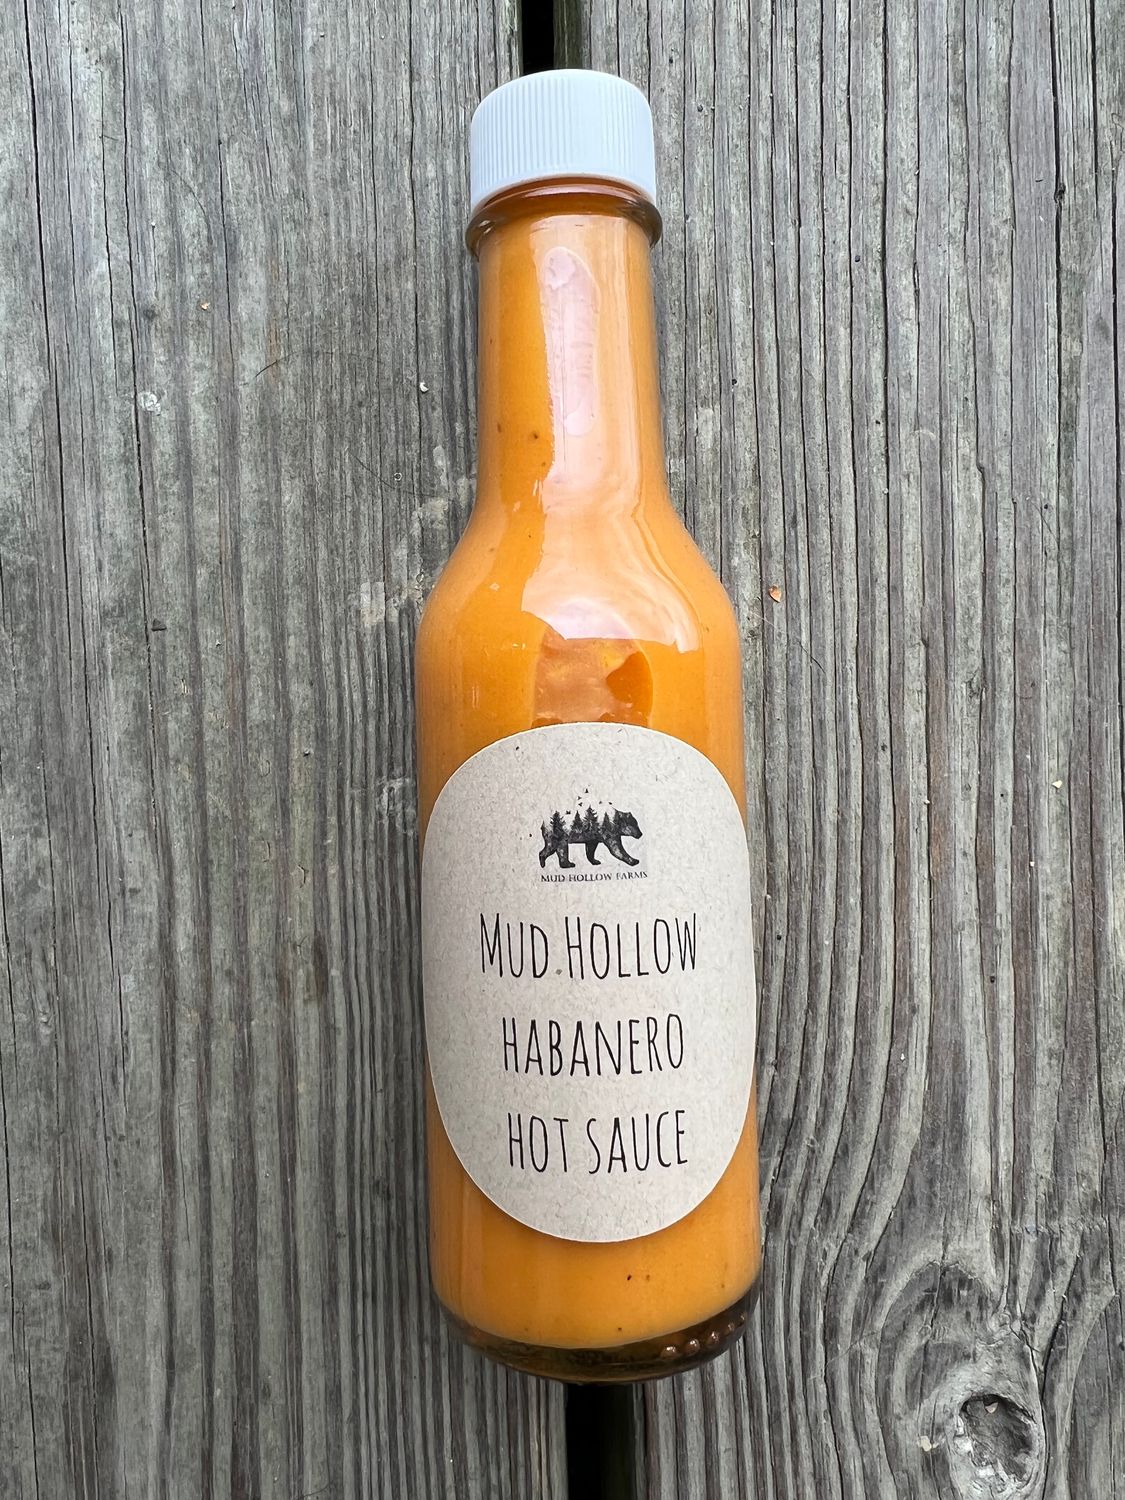 MUD HOLLOW FARMS
MUD HOLLOW
HABANERO
HOT SAUCE